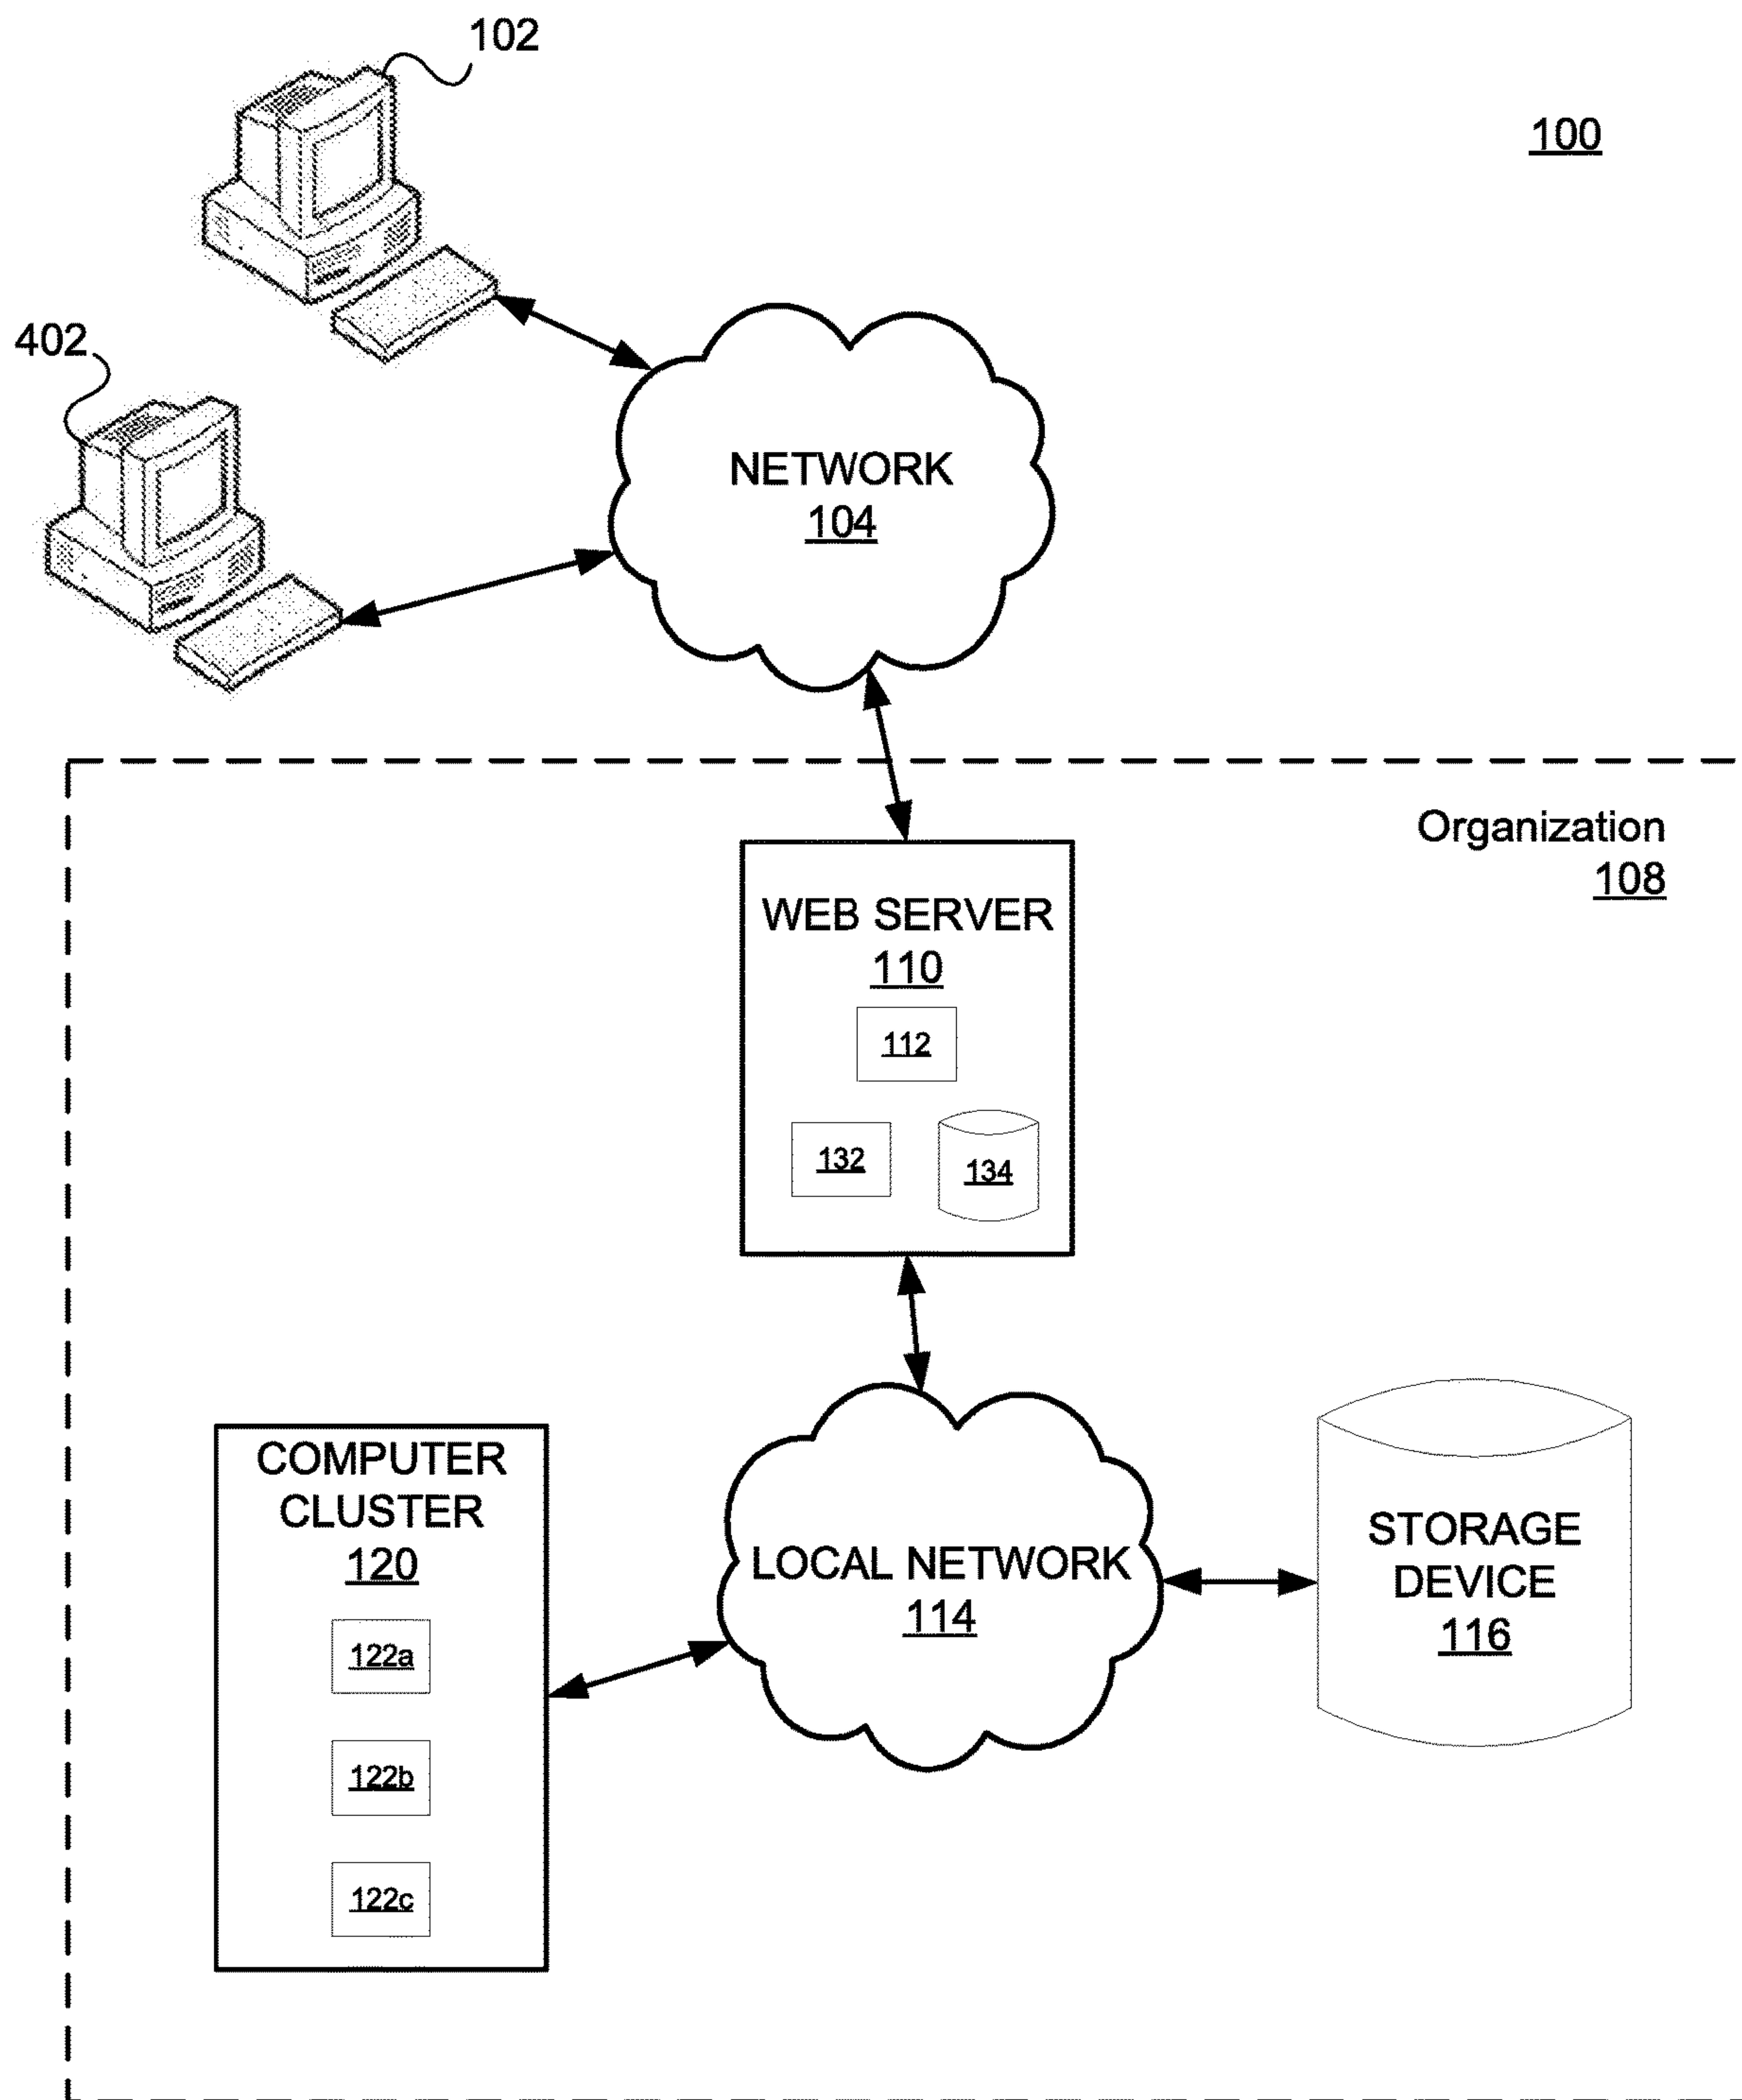 102
100
402
NETWORK
104
Organization
108
WEB SERVER
110
112
132
134
COMPUTER
CLUSTER
120
122a
122b
122c
LOCAL NETWORK
114
STORAGE
DEVICE
116